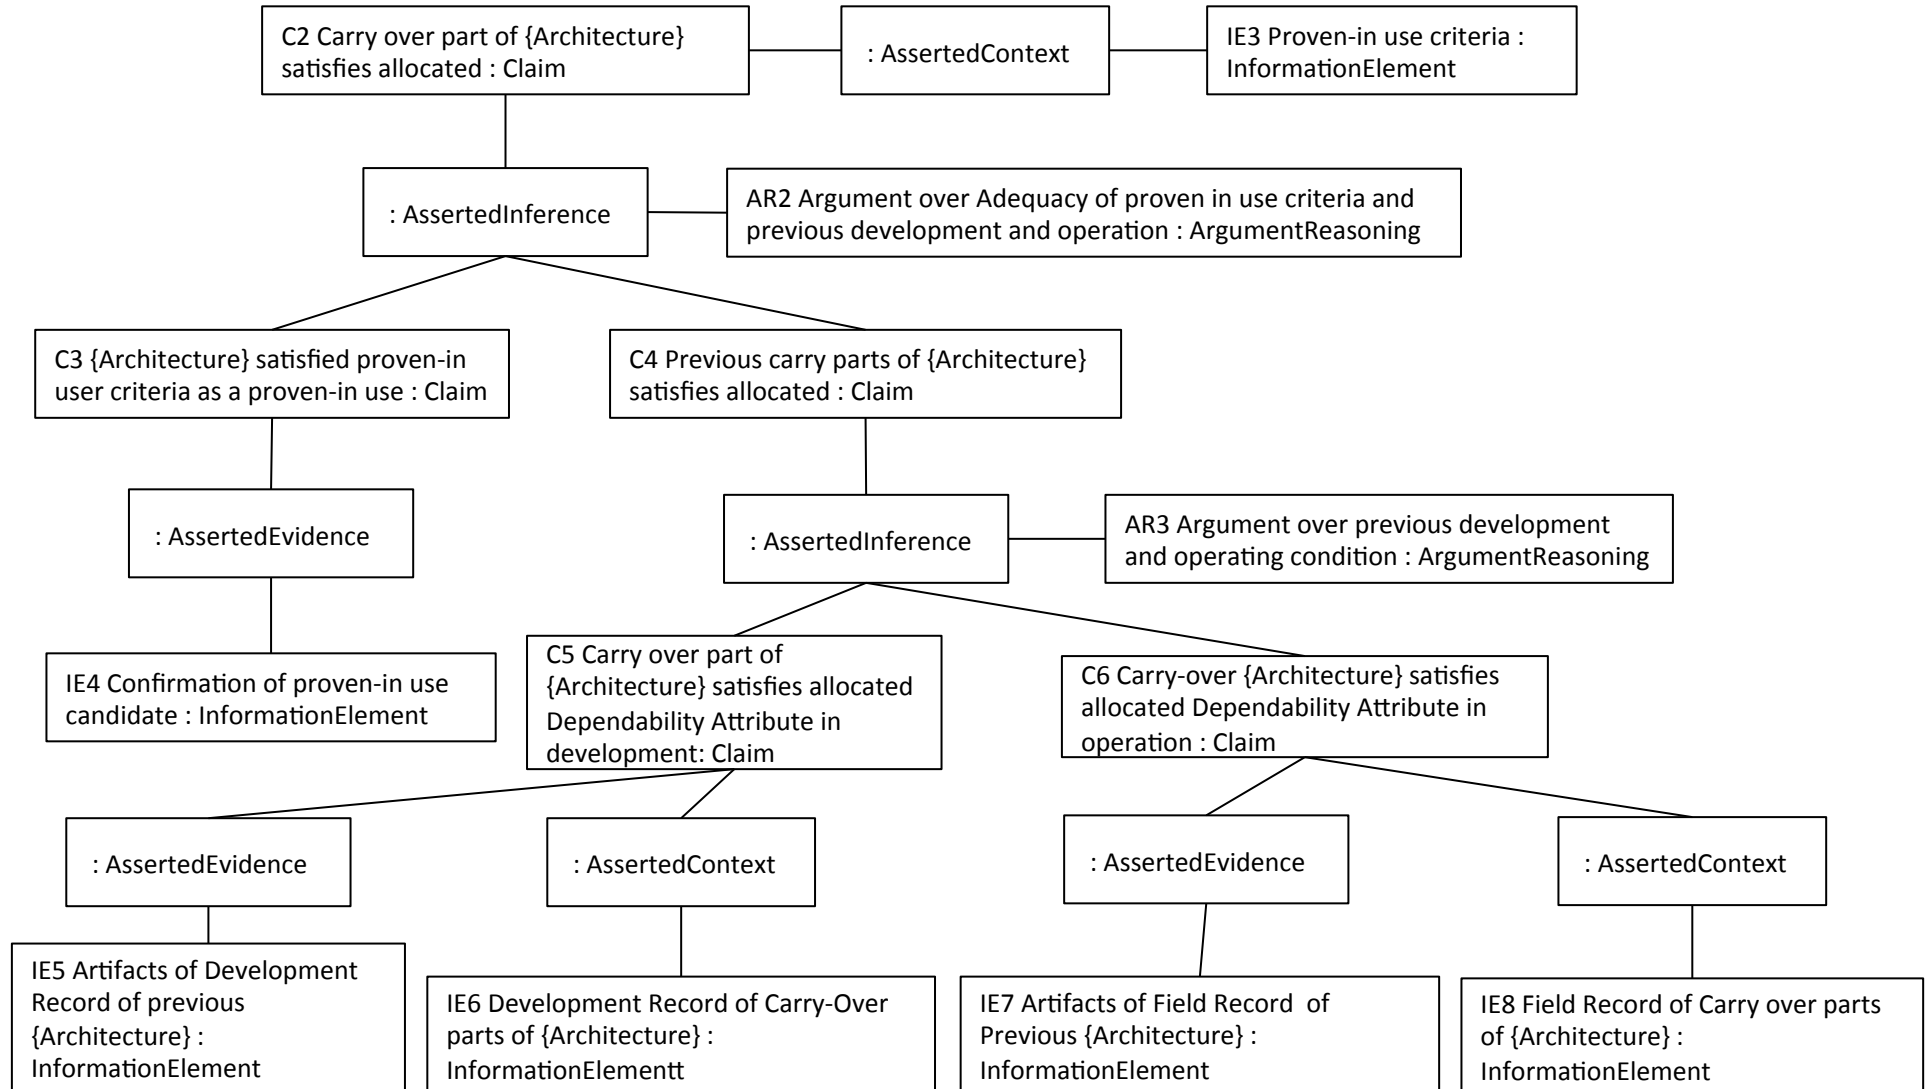 C2 Carry over part of {Architecture}
satisfies allocated : Claim
: AssertedContext
IE3 Proven-in use criteria :
InformationElement
: AssertedInference
AR2 Argument over Adequacy of proven in use criteria and
previous development and operation : ArgumentReasoning
C3 {Architecture} satisfied proven-in
user criteria as a proven-in use : Claim
C4 Previous carry parts of {Architecture}
satisfies allocated : Claim
: AssertedEvidence
: AssertedInference
AR3 Argument over previous development
and operating condition : ArgumentReasoning
IE4 Confirmation of proven-in use
candidate : InformationElement
C5 Carry over part of
{Architecture} satisfies allocated
Dependability Attribute in
development: Claim
C6 Carry-over {Architecture} satisfies
allocated Dependability Attribute in
operation : Claim
: AssertedEvidence
: AssertedContext
: AssertedEvidence
: AssertedContext
IE5 Artifacts of Development
Record of previous
{Architecture} :
InformationElement
IE6 Development Record of Carry-Over
parts of {Architecture} :
InformationElementt
IE7 Artifacts of Field Record  of
Previous {Architecture} :
InformationElement
IE8 Field Record of Carry over parts
of {Architecture} :
InformationElement